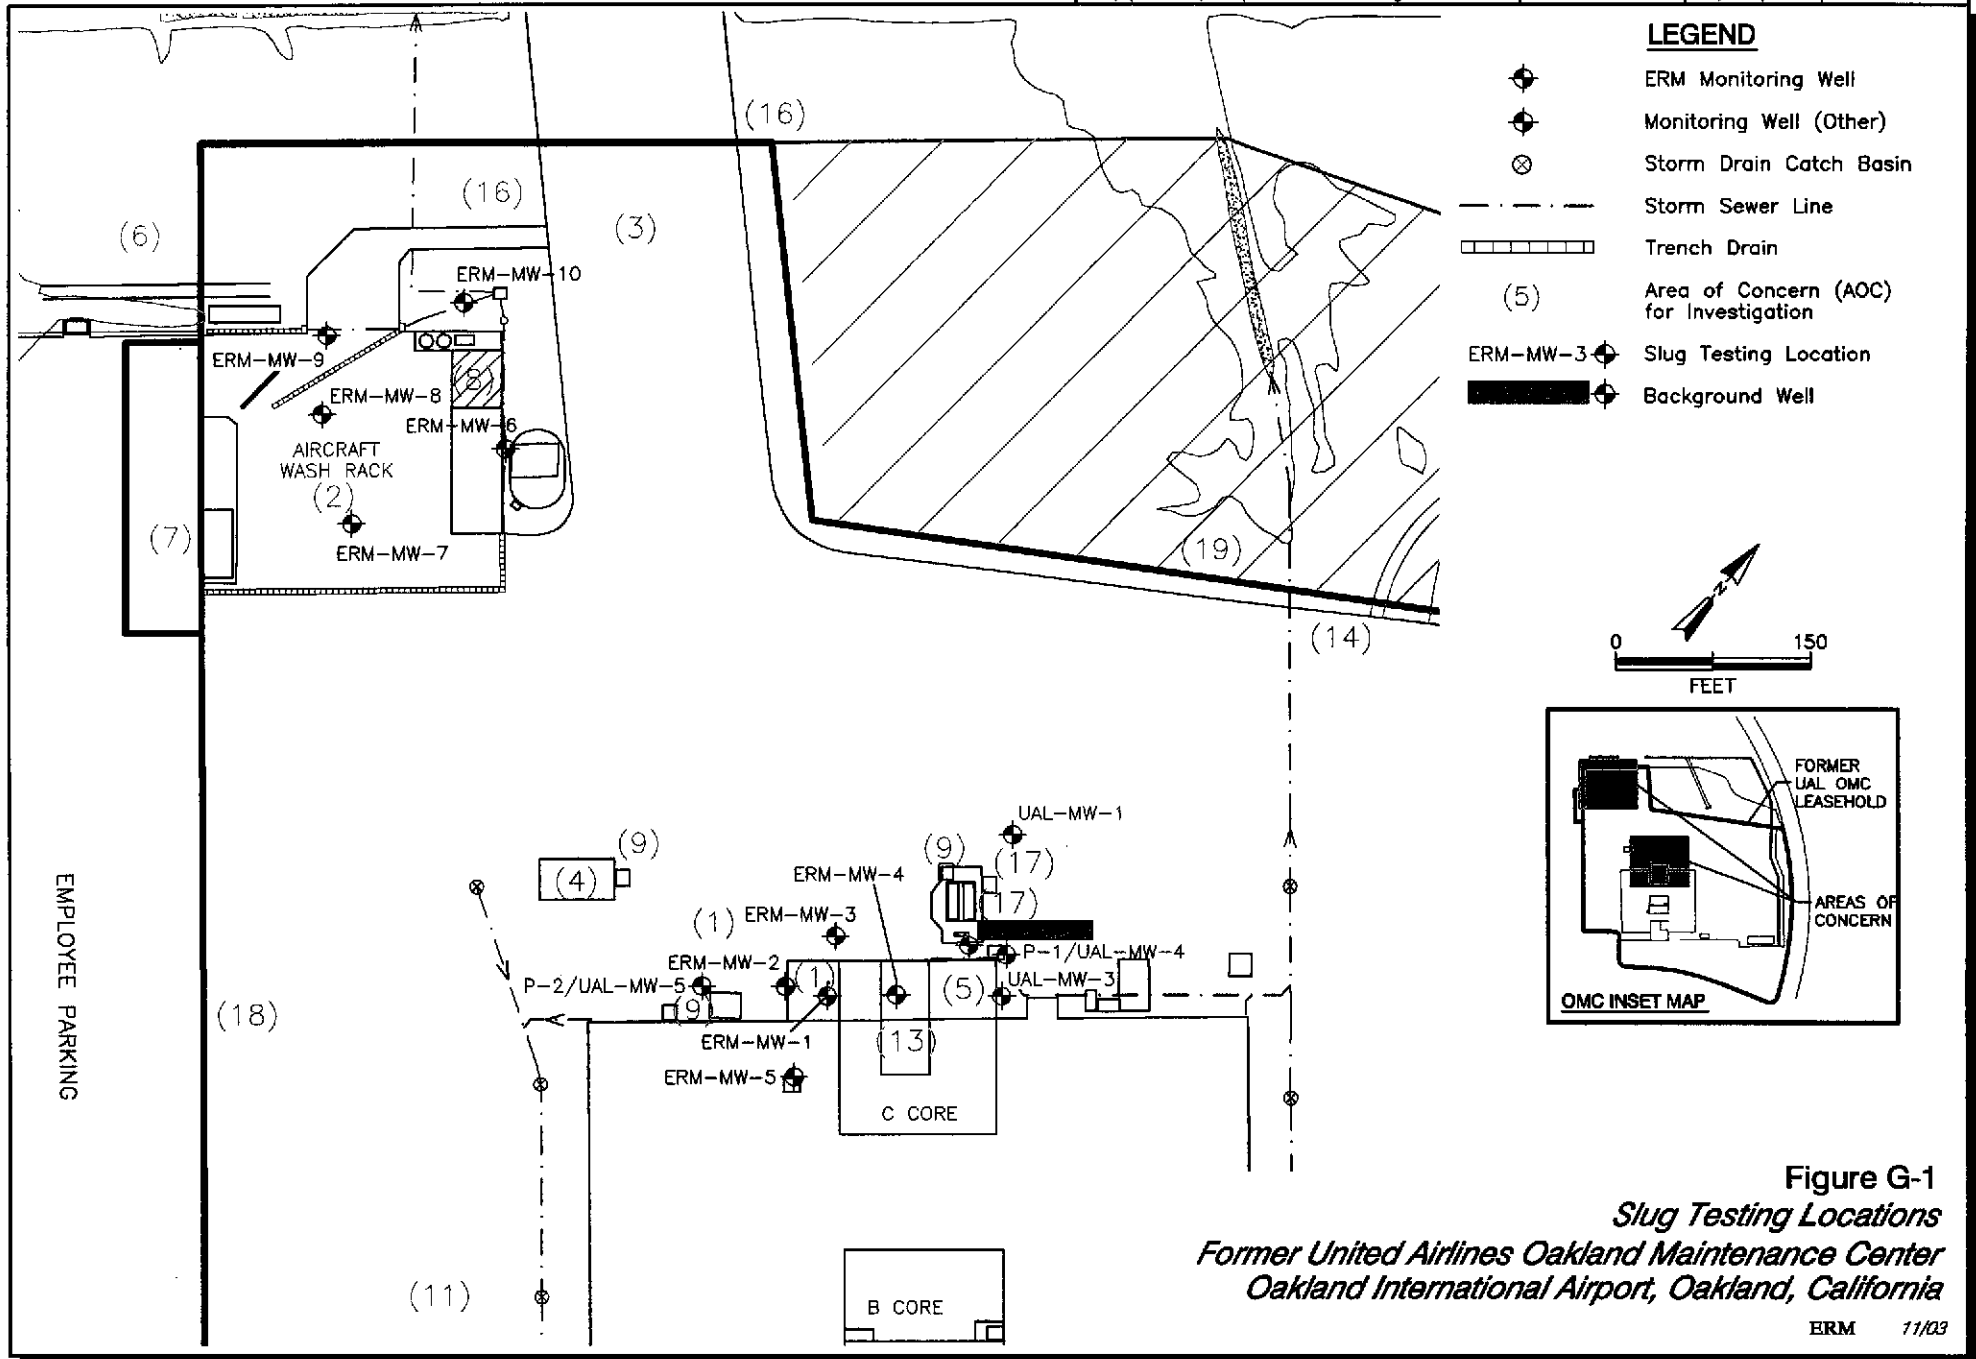 LEGEND
ERM Monitoring Well
Monitoring Well (Other)
Storm Drain Catch Basin
Storm Sewer Line
Trench Drain
(5)
Area of Concern (AOC)
for Investigation
ERM-MW-3
Slug Testing Location
Background Well
(16)
(16)
(3)
(6)
ERM-MW-10
ERM-MW-9
(8)
ERM-MW-8
ERM-MW-6
AIRCRAFT
WASH RACK
(2)
(7)
ERM-MW-7
(19)
(14)
N
0 150
FEET
FORMER
UAL OMC
LEASEHOLD
AREAS OF
CONCERN
OMC INSET MAP
UAL-MW-1
(9)
(9)
(17)
(4)
ERM-MW-4
(17)
(1)
ERM-MW-3
P-1/UAL-MW-4
ERM-MW-2
(1)
P-2/UAL-MW-5
(5)
UAL-MW-3
(9)
ERM-MW-1
(13)
ERM-MW-5
C CORE
EMPLOYEE PARKING
(18)
(11)
B CORE
Figure G-1
Slug Testing Locations
Former United Airlines Oakland Maintenance Center
Oakland International Airport, Oakland, California
ERM 11/03